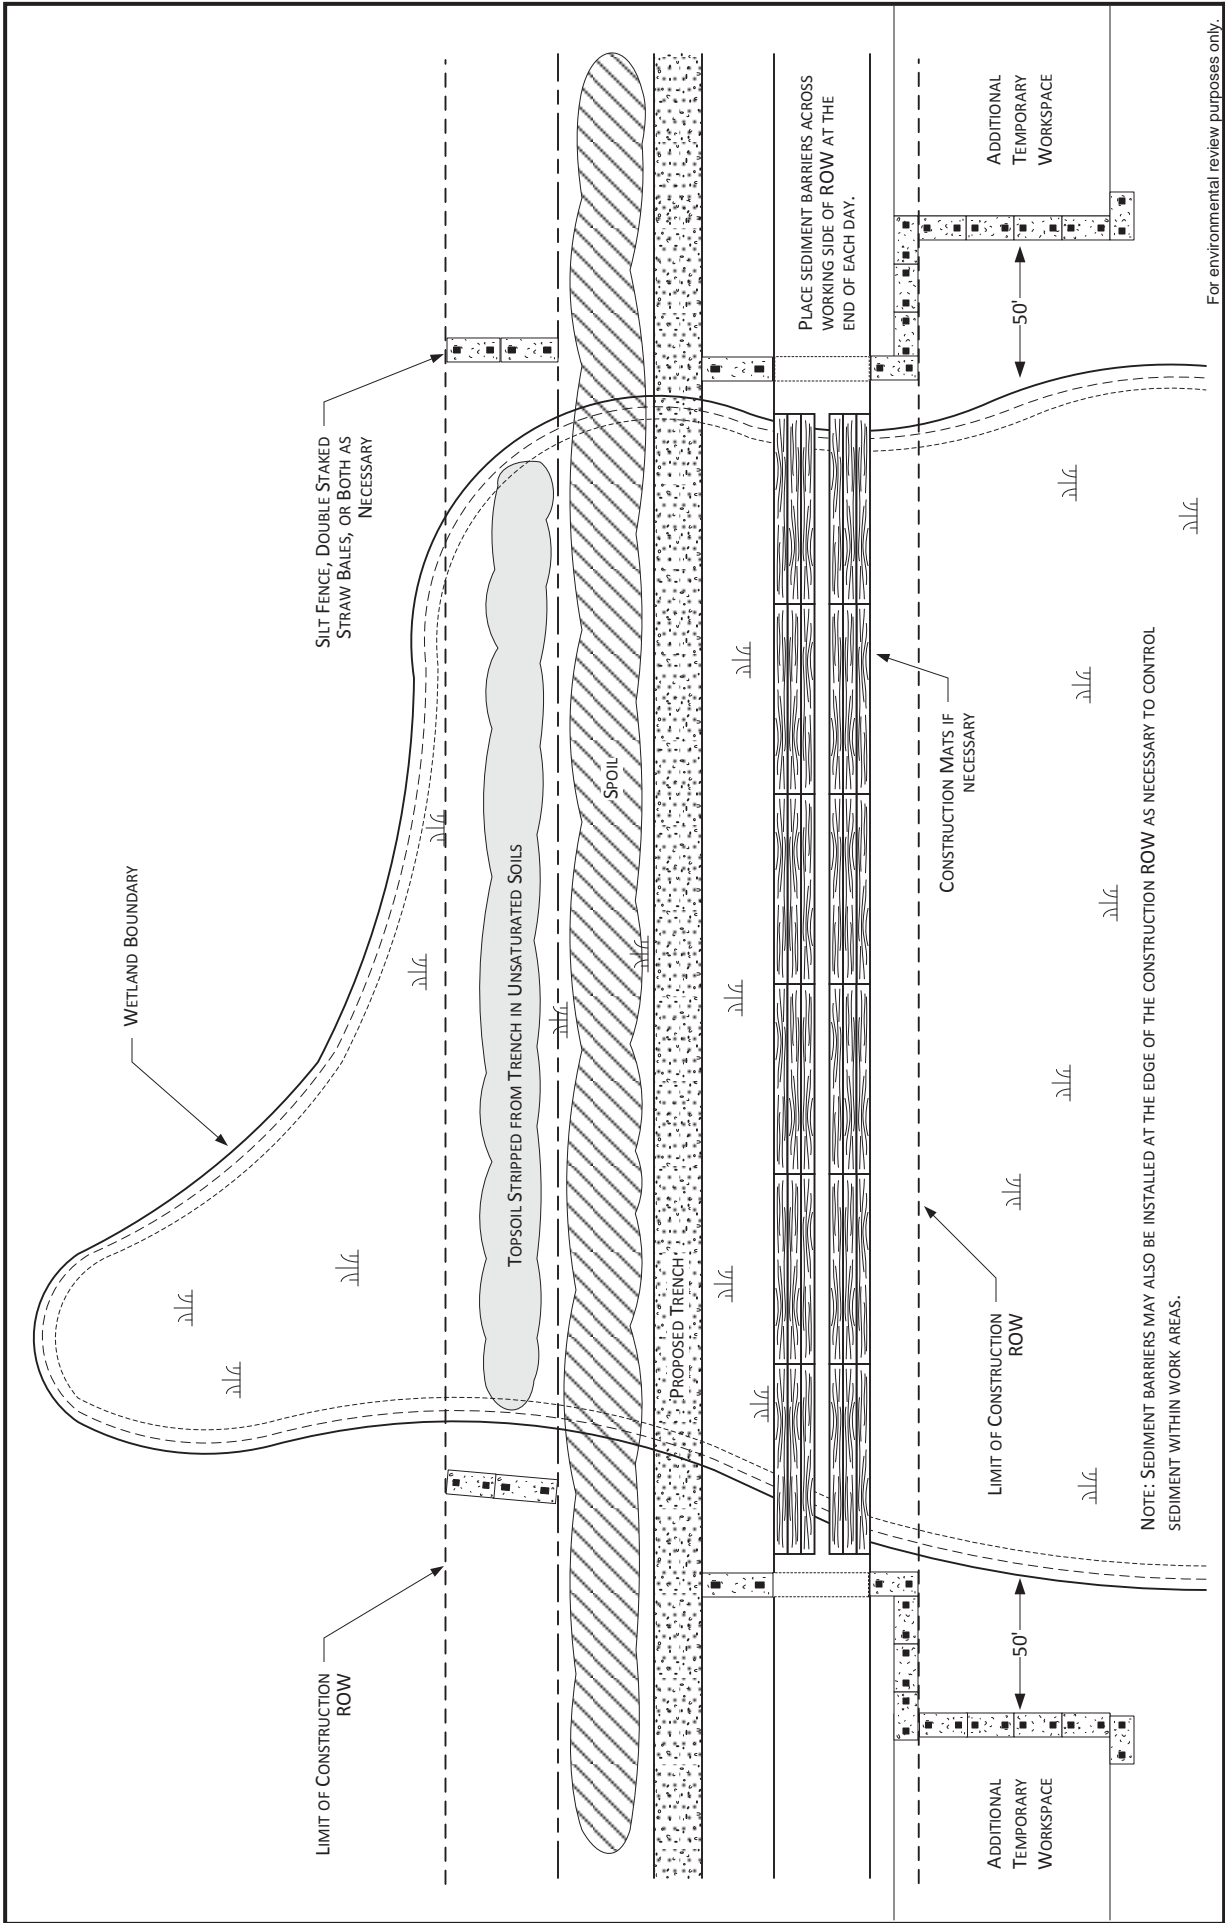 WETLAND BOUNDARY
SILT FENCE, DOUBLE STAKED
STRAW BALES, OR BOTH AS
NECESSARY
LIMIT OF CONSTRUCTION
ROW
TOPSOIL STRIPPED FROM TRENCH IN UNSATURATED SOILS
SPOIL
PROPOSED TRENCH
PLACE SEDIMENT BARRIERS ACROSS
WORKING SIDE OF ROW AT THE
END OF EACH DAY.
CONSTRUCTION MATS IF
NECESSARY
LIMIT OF CONSTRUCTION
ROW
ADDITIONAL
TEMPORARY
WORKSPACE
50'
50'
ADDITIONAL
TEMPORARY
WORKSPACE
NOTE: SEDIMENT BARRIERS MAY ALSO BE INSTALLED AT THE EDGE OF THE CONSTRUCTION ROW AS NECESSARY TO CONTROL
SEDIMENT WITHIN WORK AREAS.
For environmental review purposes only.